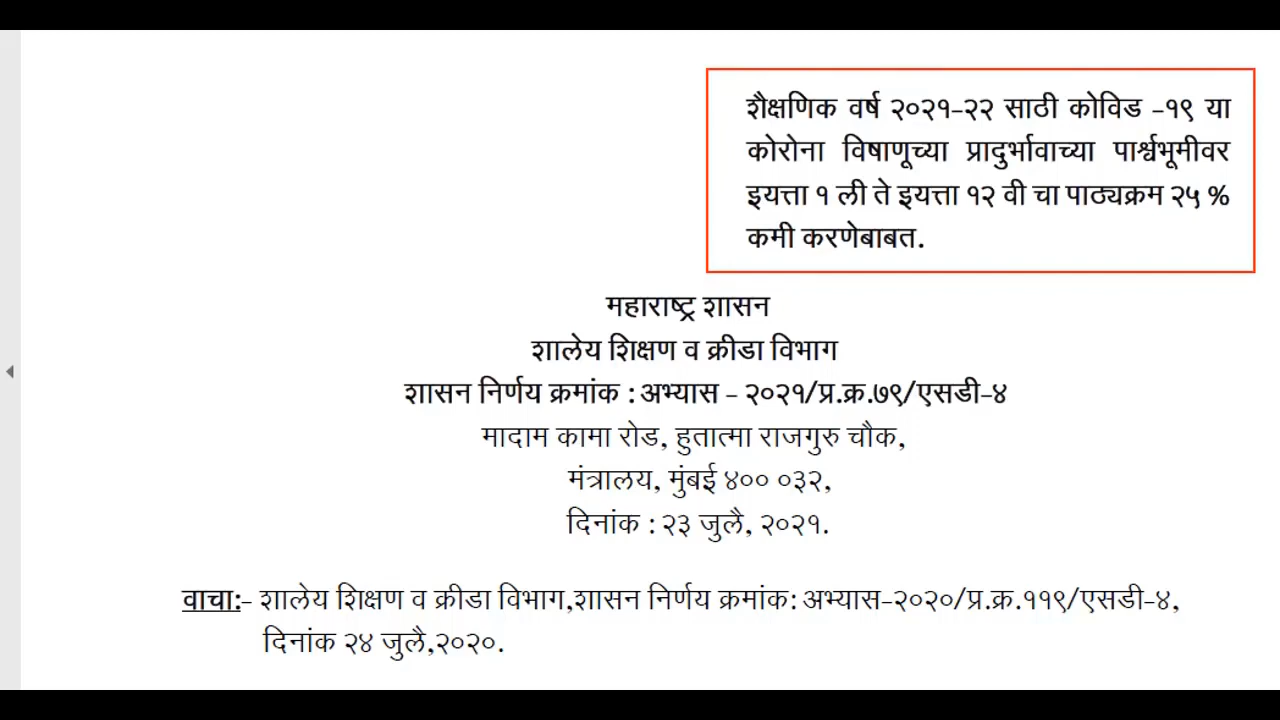 शैक्षणिक वर्ष २०२१-२२ साठी कोविड -१९ या
कोरोना विषाणूच्या प्रादुर्भावाच्या पार्श्वभूमीवर
इयत्ता १ ली ते इयत्ता १२ वी चा पाठ्यक्रम २५ %
कमी करणेबाबत.
महाराष्ट्र शासन
शालेय शिक्षण व क्रीडा विभाग
शासन निर्णय क्रमांक : अभ्यास - २०२१/प्र.क्र.७९/एसडी-४
मादाम कामा रोड, हुतात्मा राजगुरु चौक,
मंत्रालय, मुंबई ४०० ०३२,
दिनांक : २३ जुलै, २०२१.
वाचा:- शालेय शिक्षण व क्रीडा विभाग,शासन निर्णय क्रमांक: अभ्यास-२०२०/प्र.क्र.११९/एसडी-४,
दिनांक २४ जुलै,२०२०.